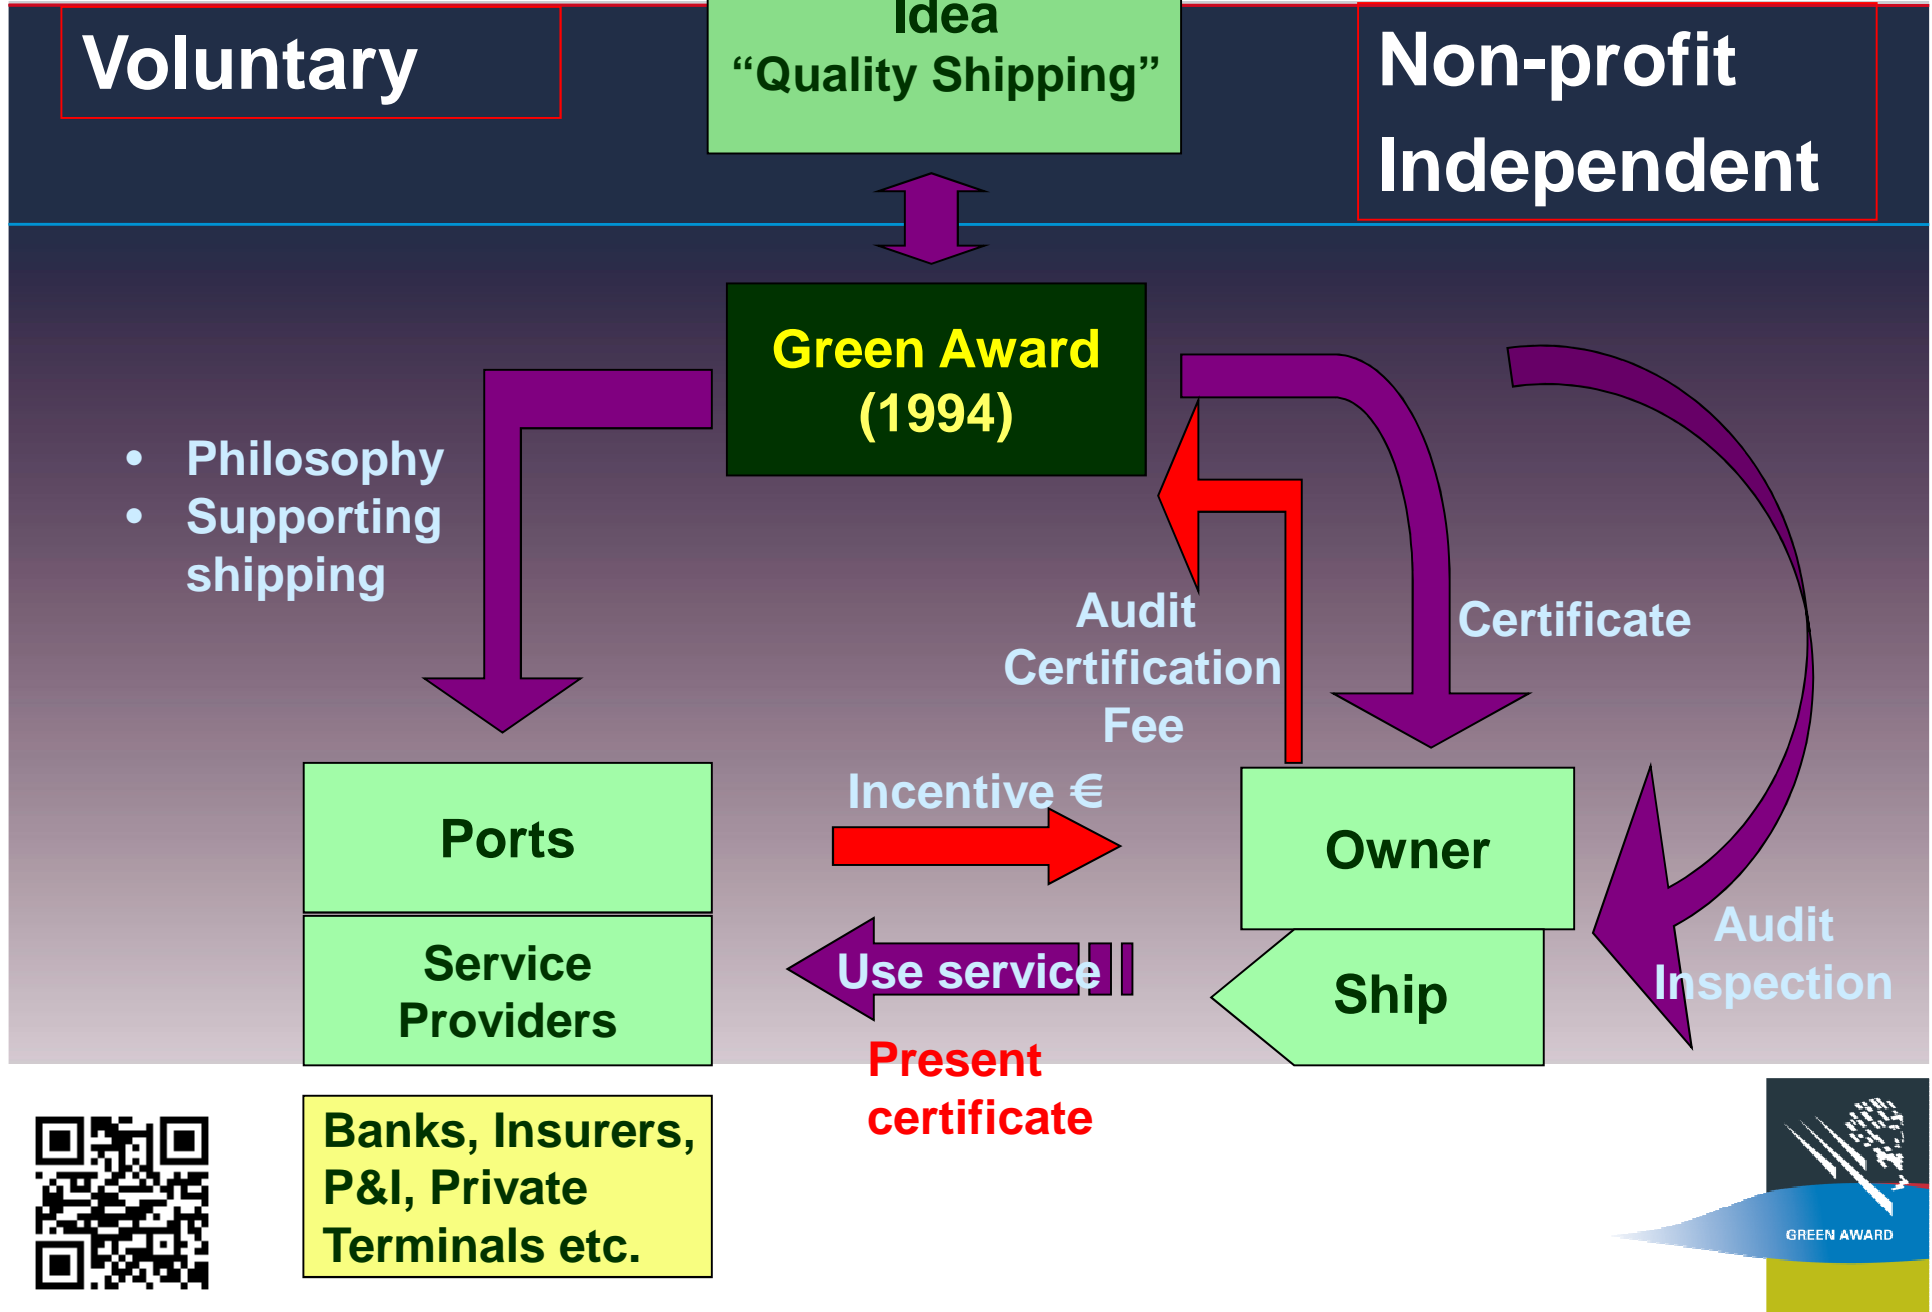 Voluntary
Idea
“Quality Shipping”
Non-profit
Independent
Green Award
(1994)
• Philosophy
• Supporting
shipping
Audit
Certification
Fee
Certificate
Incentive €
Ports
Owner
Service
Providers
Use service
Ship
Audit
Inspection
Present
certificate
Banks, Insurers,
P&I, Private
Terminals etc.
GREEN AWARD